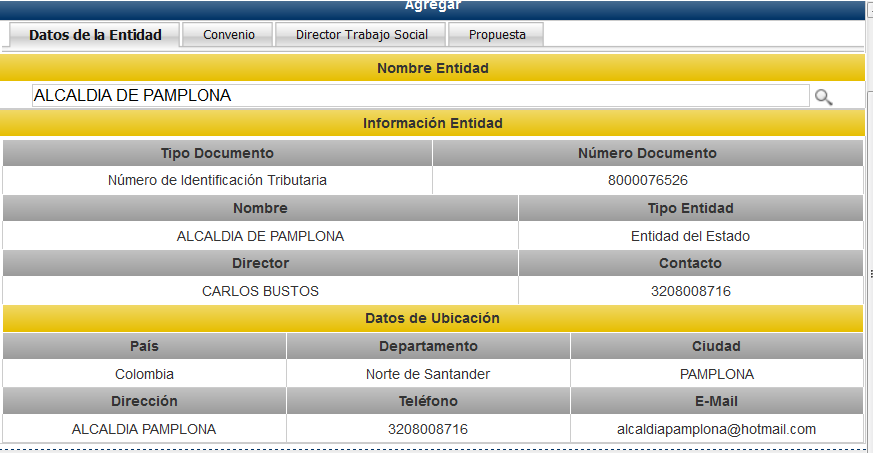 Agregar
Datos de la Entidad Convenio Director Trabajo Social Propuesta
Nombre Entidad
ALCALDIA DE PAMPLONA
Información Entidad
Tipo Documento Número Documento
Número de Identificación Tributaria 8000076526
Nombre Tipo Entidad
ALCALDIA DE PAMPLONA Entidad del Estado
Director Contacto
CARLOS BUSTOS 3208008716
Datos de Ubicación
País Departamento Ciudad
Colombia Norte de Santander PAMPLONA
Dirección Teléfono E-Mail
ALCALDIA PAMPLONA 3208008716 alcaldiapamplona@hotmail.com